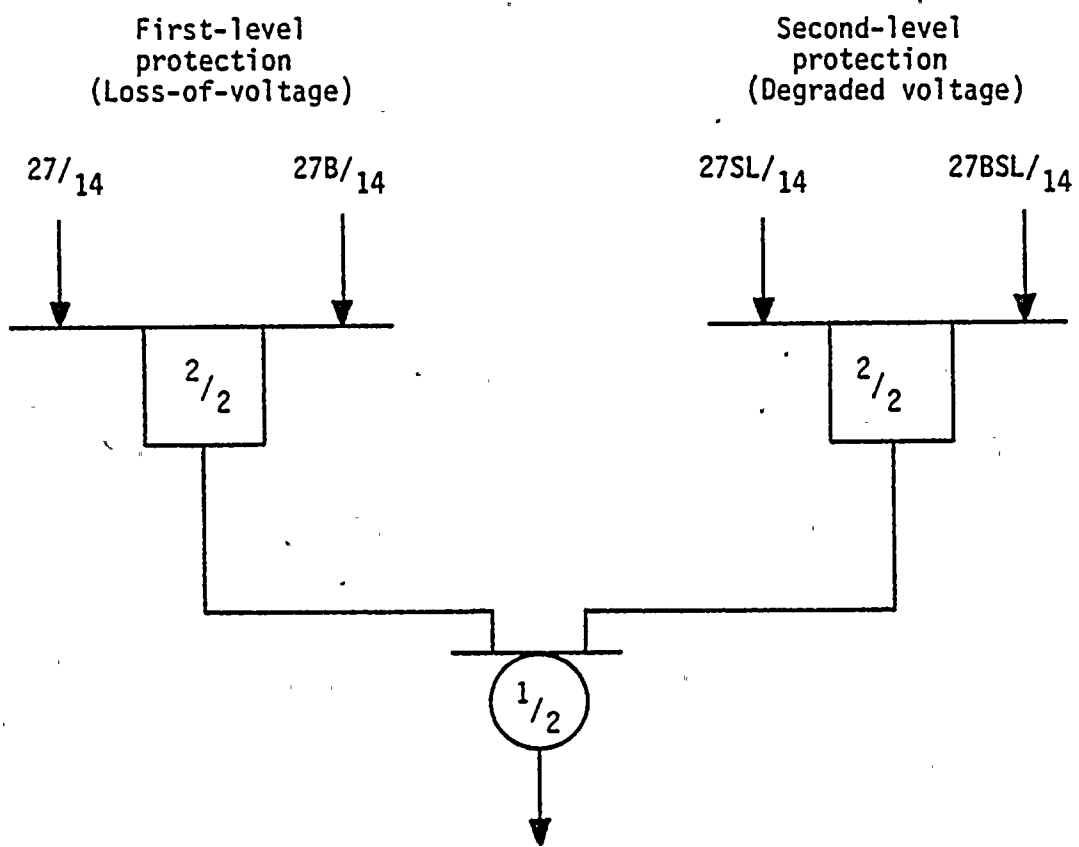 First-level
protection
(Loss-of-voltage)
Second-level
protection
(Degraded voltage)
27/14
27B/14
27SL/14
27BSL/14
2/2
2/2
1/2